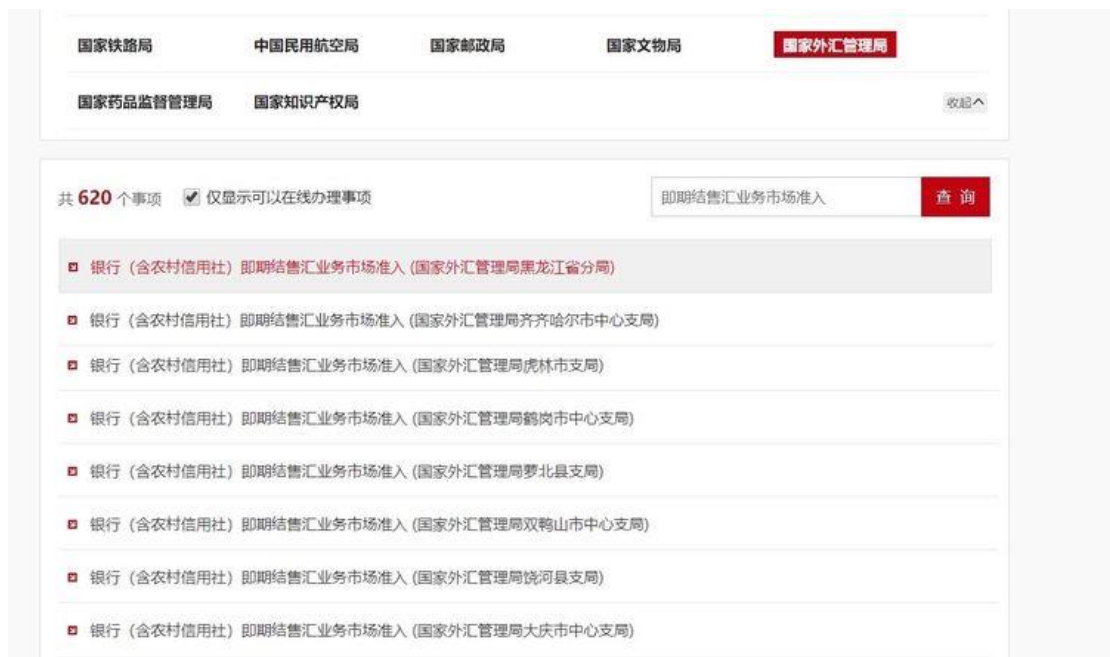 国家铁路局 中国民用航空局 国家邮政局 国家文物局 国家外汇管理局
国家药品监督管理局 国家知识产权局 收起
共 620 个事项 仅显示可以在线办理事项 即期结售汇业务市场准入 查 询
银行（含农村信用社）即期结售汇业务市场准入 (国家外汇管理局黑龙江省分局)
银行（含农村信用社）即期结售汇业务市场准入 (国家外汇管理局齐齐哈尔市中心支局)
银行（含农村信用社）即期结售汇业务市场准入 (国家外汇管理局虎林市支局)
银行（含农村信用社）即期结售汇业务市场准入 (国家外汇管理局鹤岗市中心支局)
银行（含农村信用社）即期结售汇业务市场准入 (国家外汇管理局萝北县支局)
银行（含农村信用社）即期结售汇业务市场准入 (国家外汇管理局双鸭山市中心支局)
银行（含农村信用社）即期结售汇业务市场准入 (国家外汇管理局饶河县支局)
银行（含农村信用社）即期结售汇业务市场准入 (国家外汇管理局大庆市中心支局)